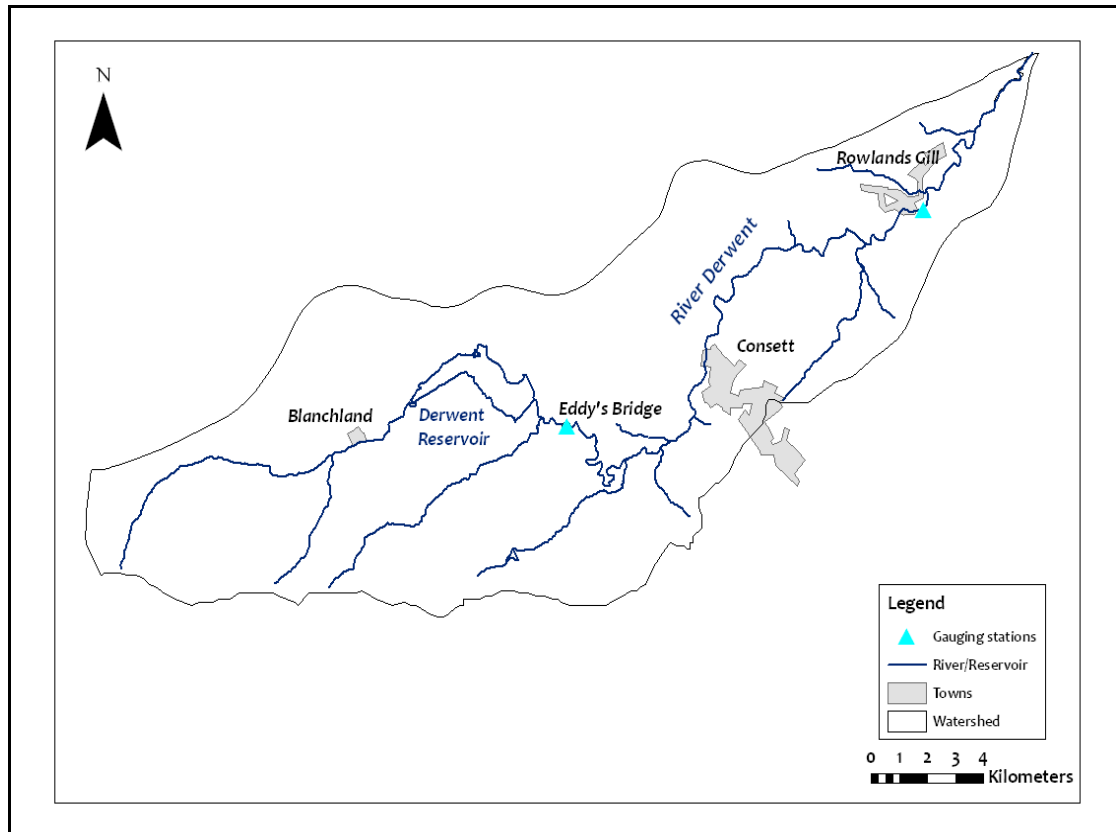 N
Rowlands Gill
River Derwent
Consett
Blanchland
Derwent
Reservoir
Eddy's Bridge
Legend
Gauging stations
River/Reservoir
Towns
Watershed
0 1 2 3 4
Kilometers